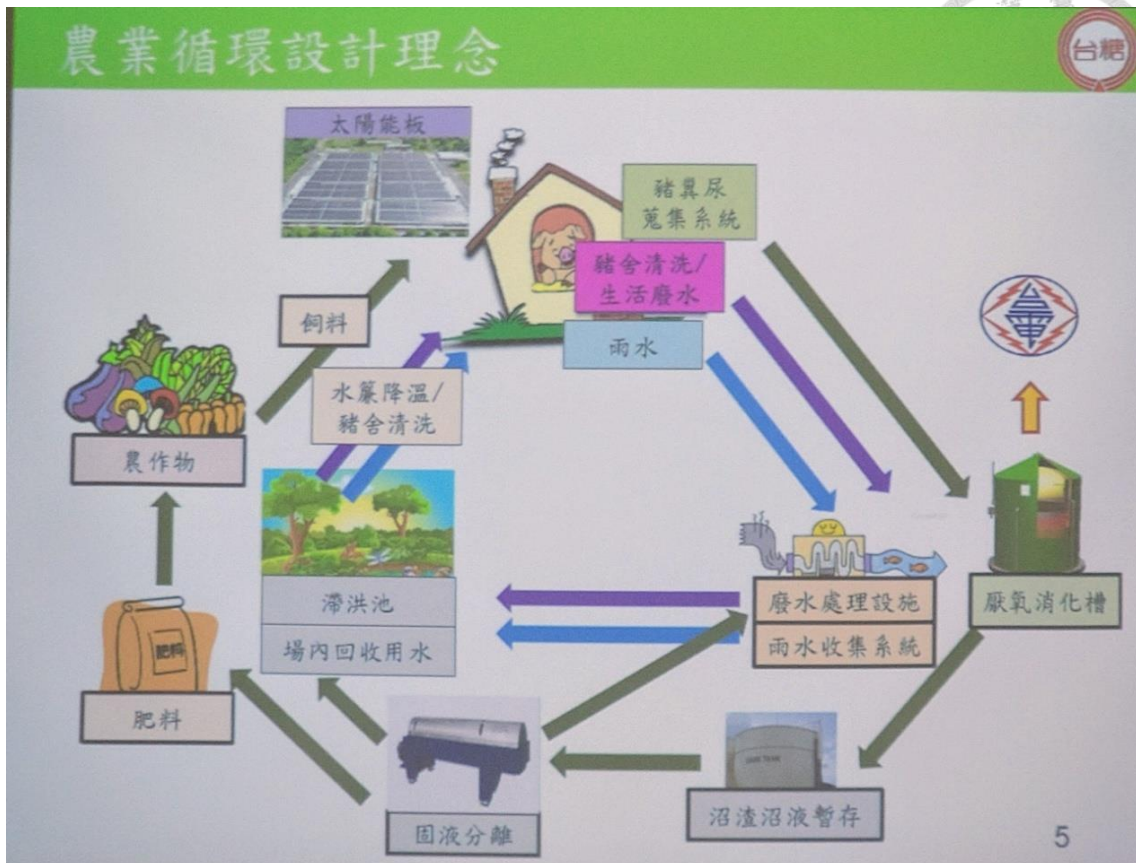 農業循環設計理念
台糖
太陽能板
豬糞尿
蒐集系統
豬舍清洗/
生活廢水
雨水
飼料
水簾降溫/
豬舍清洗
農作物
滯洪池
場內回收用水
廢水處理設施
雨水收集系統
厭氧消化槽
肥料
肥料
固液分離
沼渣沼液暫存
5